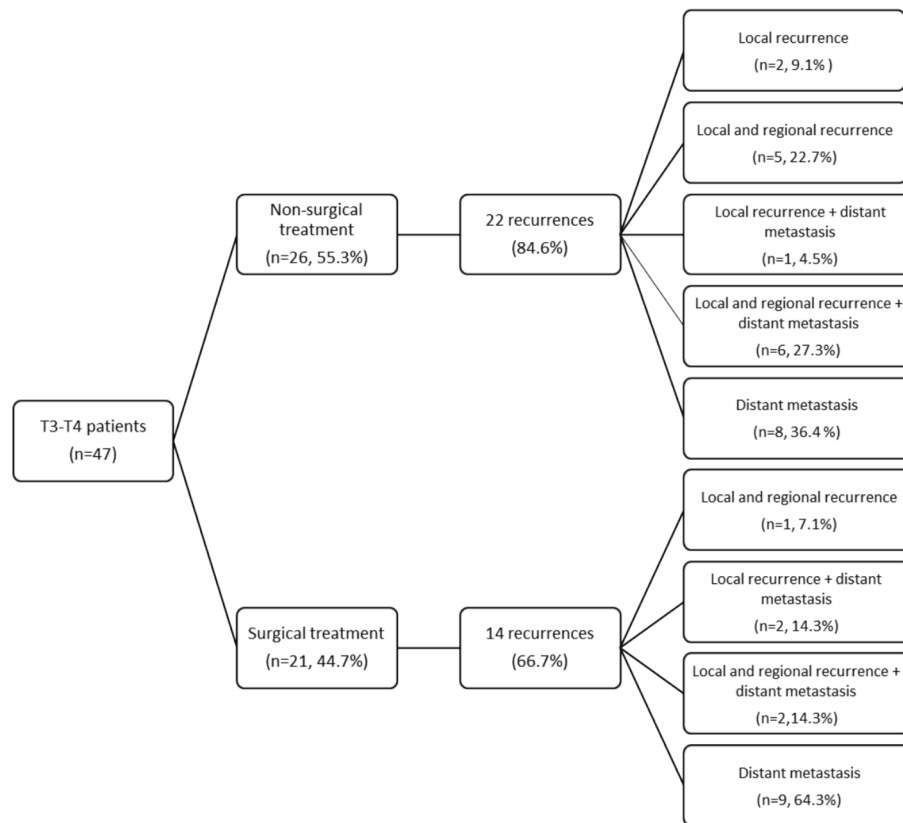 T3-T4 patients
(n=47)
Non-surgical
treatment
(n=26, 55.3%)
22 recurrences
(84.6%)
Local recurrence
(n=2, 9.1% )
Local and regional recurrence
(n=5, 22.7%)
Local recurrence + distant
metastasis
(n=1, 4.5%)
Local and regional recurrence +
distant metastasis
(n=6, 27.3%)
Distant metastasis
(n=8, 36.4%)
Surgical treatment
(n=21, 44.7%)
14 recurrences
(66.7%)
Local and regional recurrence
(n=1, 7.1%)
Local recurrence + distant
metastasis
(n=2, 14.3%)
Local and regional recurrence +
distant metastasis
(n=2,14.3%)
Distant metastasis
(n=9, 64.3%)